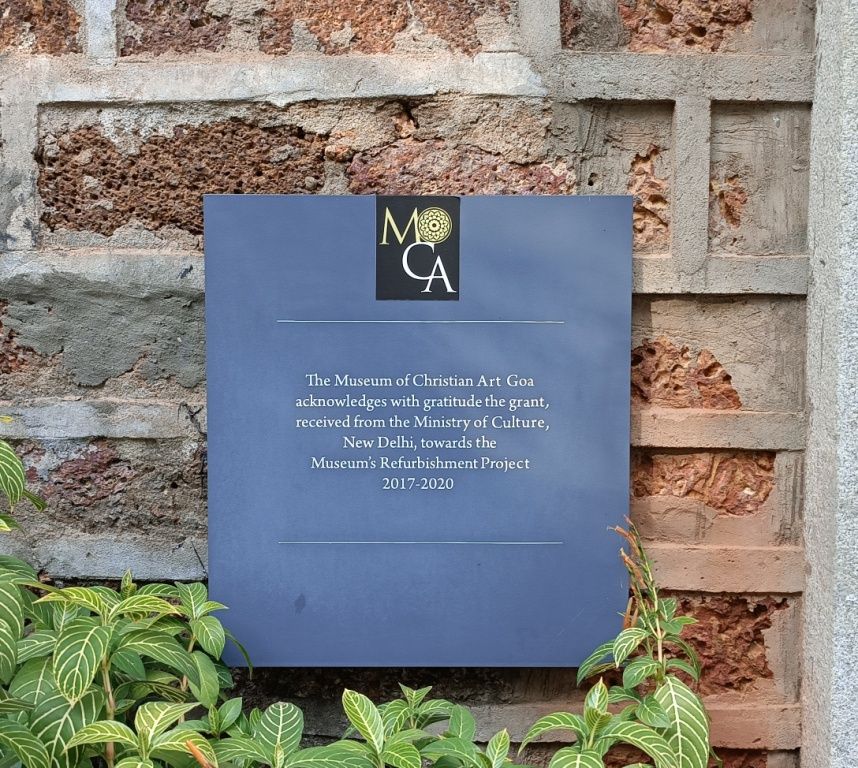 MOCA
The Museum of Christian Art Goa
acknowledges with gratitude the grant,
received from the Ministry of Culture,
New Delhi, towards the
Museum's Refurbishment Project
2017-2020